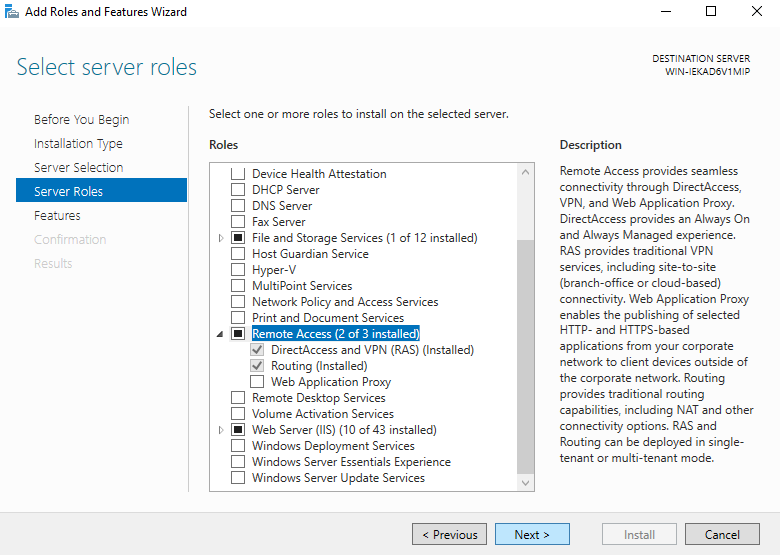 Add Roles and Features Wizard
Select server roles
DESTINATION SERVER
WIN-IEKAD6V1MIP
Before You Begin
Installation Type
Server Selection
Server Roles
Features
Confirmation
Results
Select one or more roles to install on the selected server.
Roles
Device Health Attestation
DHCP Server
DNS Server
Fax Server
File and Storage Services (1 of 12 installed)
Host Guardian Service
Hyper-V
MultiPoint Services
Network Policy and Access Services
Print and Document Services
Remote Access (2 of 3 installed)
DirectAccess and VPN (RAS) (Installed)
Routing (Installed)
Web Application Proxy
Remote Desktop Services
Volume Activation Services
Web Server (IIS) (10 of 43 installed)
Windows Deployment Services
Windows Server Essentials Experience
Windows Server Update Services
Description
Remote Access provides seamless
connectivity through DirectAccess,
VPN, and Web Application Proxy.
DirectAccess provides an Always On
and Always Managed experience.
RAS provides traditional VPN
services, including site-to-site
(branch-office or cloud-based)
connectivity. Web Application Proxy
enables the publishing of selected
HTTP- and HTTPS-based
applications from your corporate
network to client devices outside of
the corporate network. Routing
provides traditional routing
capabilities, including NAT and other
connectivity options. RAS and
Routing can be deployed in single-
tenant or multi-tenant mode.
< Previous
Next >
Install
Cancel